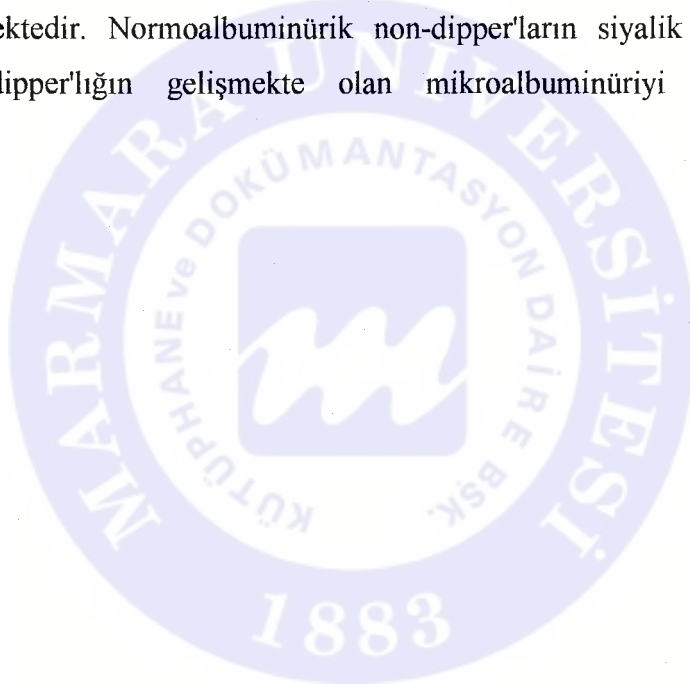 ektedir. Normoalbuminürik non-dipper'ların siyalik
dipper'lığın gelişmekte olan mikroalbuminüriyi
MARMARA ÜNİVERSİTESİ
KÜTÜPHANE ve DOKÜMANTASYON DAİRE BŞK.
1883